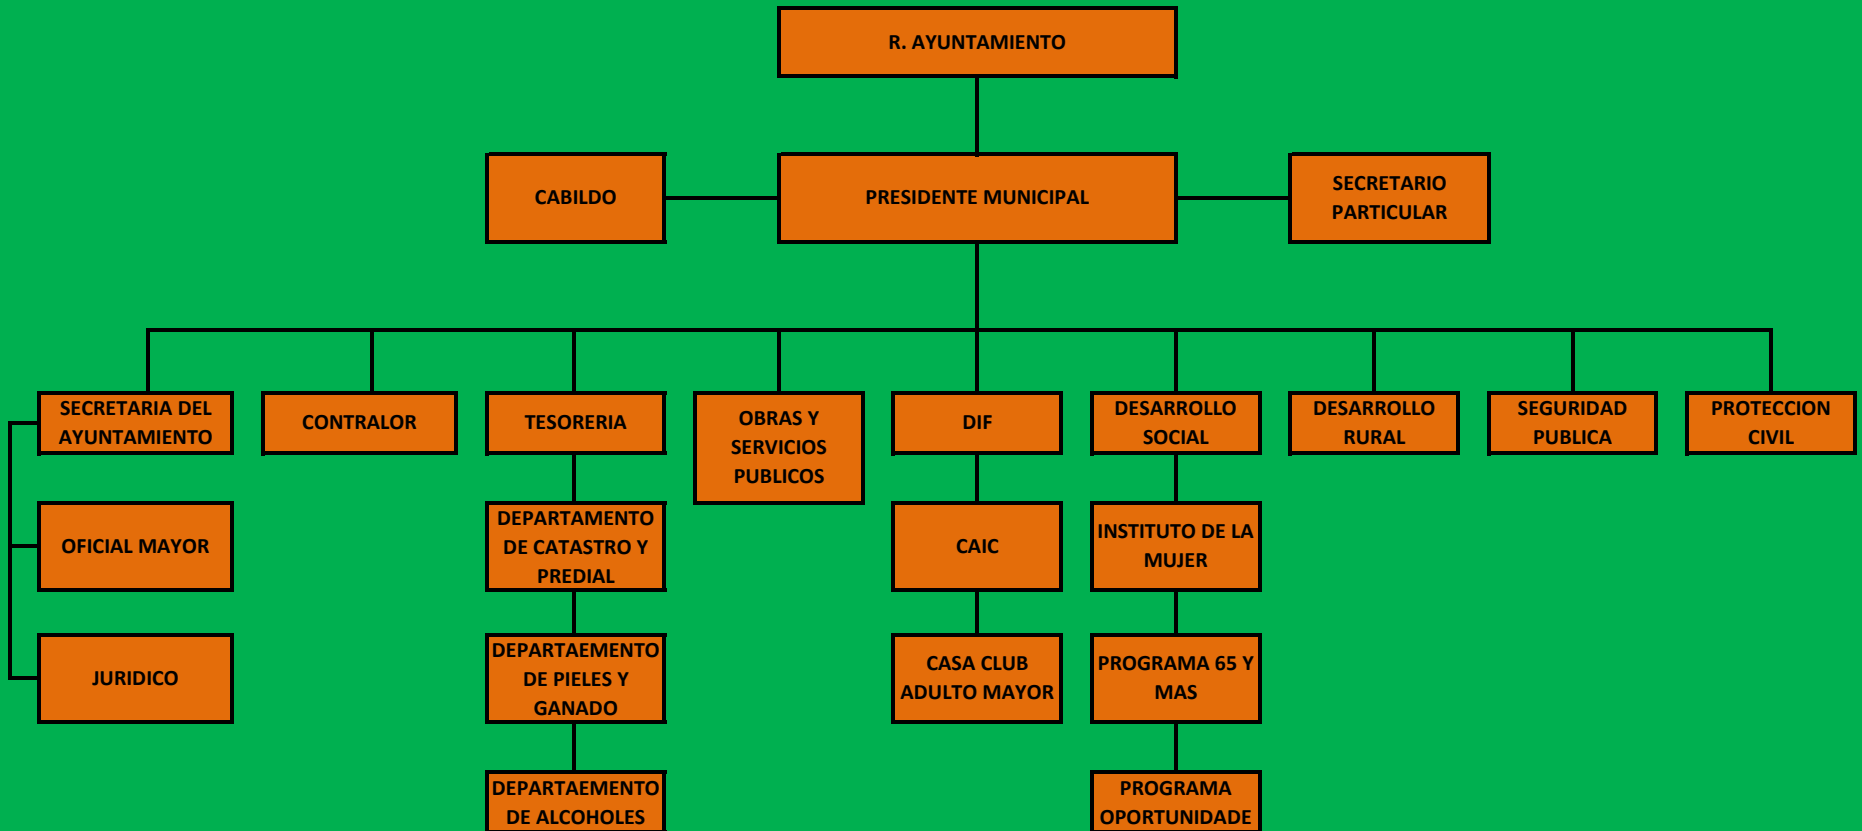 R. AYUNTAMIENTO
CABILDO
PRESIDENTE MUNICIPAL
SECRETARIO
PARTICULAR
SECRETARIA DEL
AYUNTAMIENTO
CONTRALOR
TESORERIA
OBRAS Y
SERVICIOS
PUBLICOS
DIF
DESARROLLO
SOCIAL
DESARROLLO
RURAL
SEGURIDAD
PUBLICA
PROTECCION
CIVIL
OFICIAL MAYOR
DEPARTAMENTO
DE CATASTRO Y
PREDIAL
CAIC
INSTITUTO DE LA
MUJER
JURIDICO
DEPARTAEMENTO
DE PIELES Y
GANADO
CASA CLUB
ADULTO MAYOR
PROGRAMA 65 Y
MAS
DEPARTAEMENTO
DE ALCOHOLES
PROGRAMA
OPORTUNIDADE